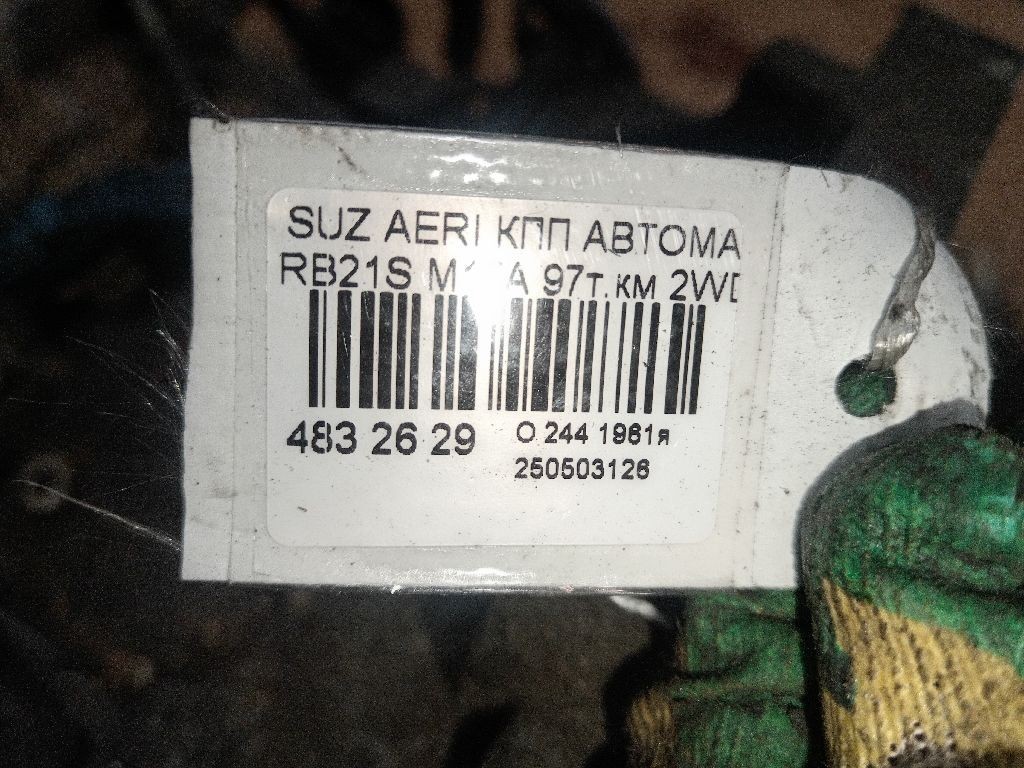 SUZ AERI КПП АВТОМА
RB21S 97т.км 2WD
483 26 29
О 244 1961я
250503126